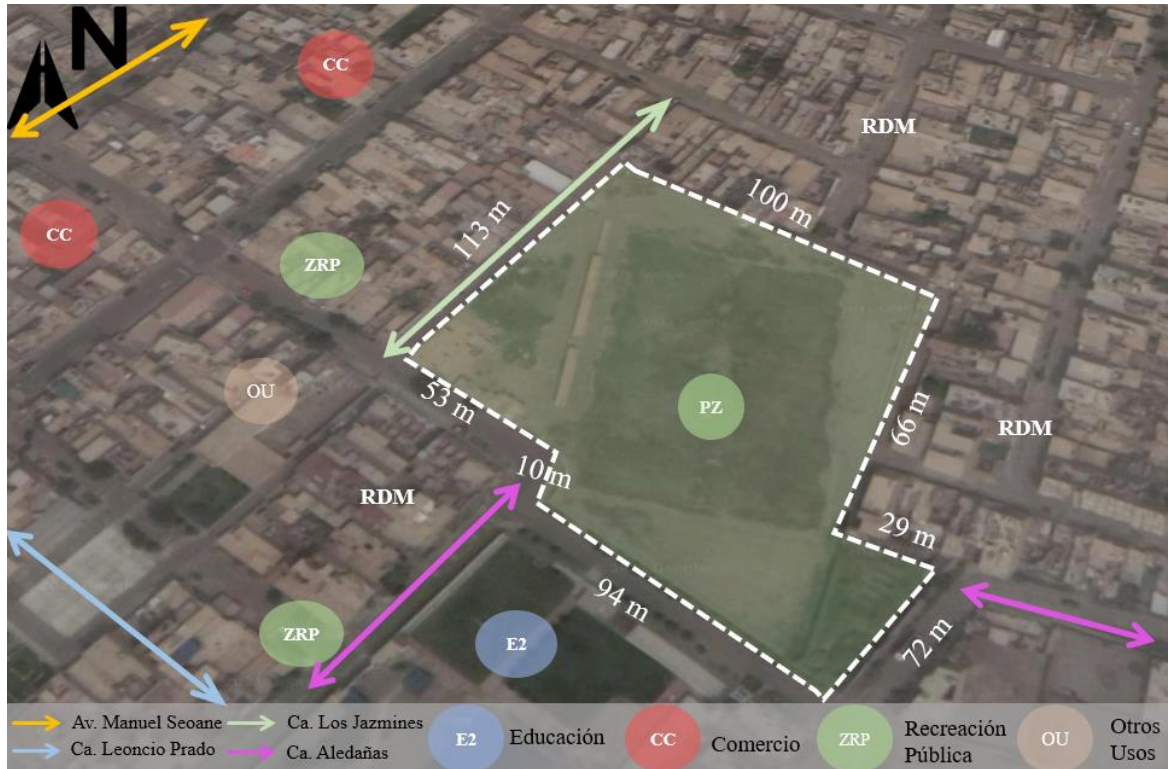 N
CC
RDM
100 m
113 m
CC
ZRP
OU
53 m
PZ
66 m
RDM
10 m
RDM
29 m
94 m
ZRP
E2
72 m
Av. Manuel Seoane
Ca. Los Jazmines
Ca. Leoncio Prado
Ca. Aledañas
E2
Educación
CC
Comercio
ZRP
Recreación
Pública
OU
Otros
Usos